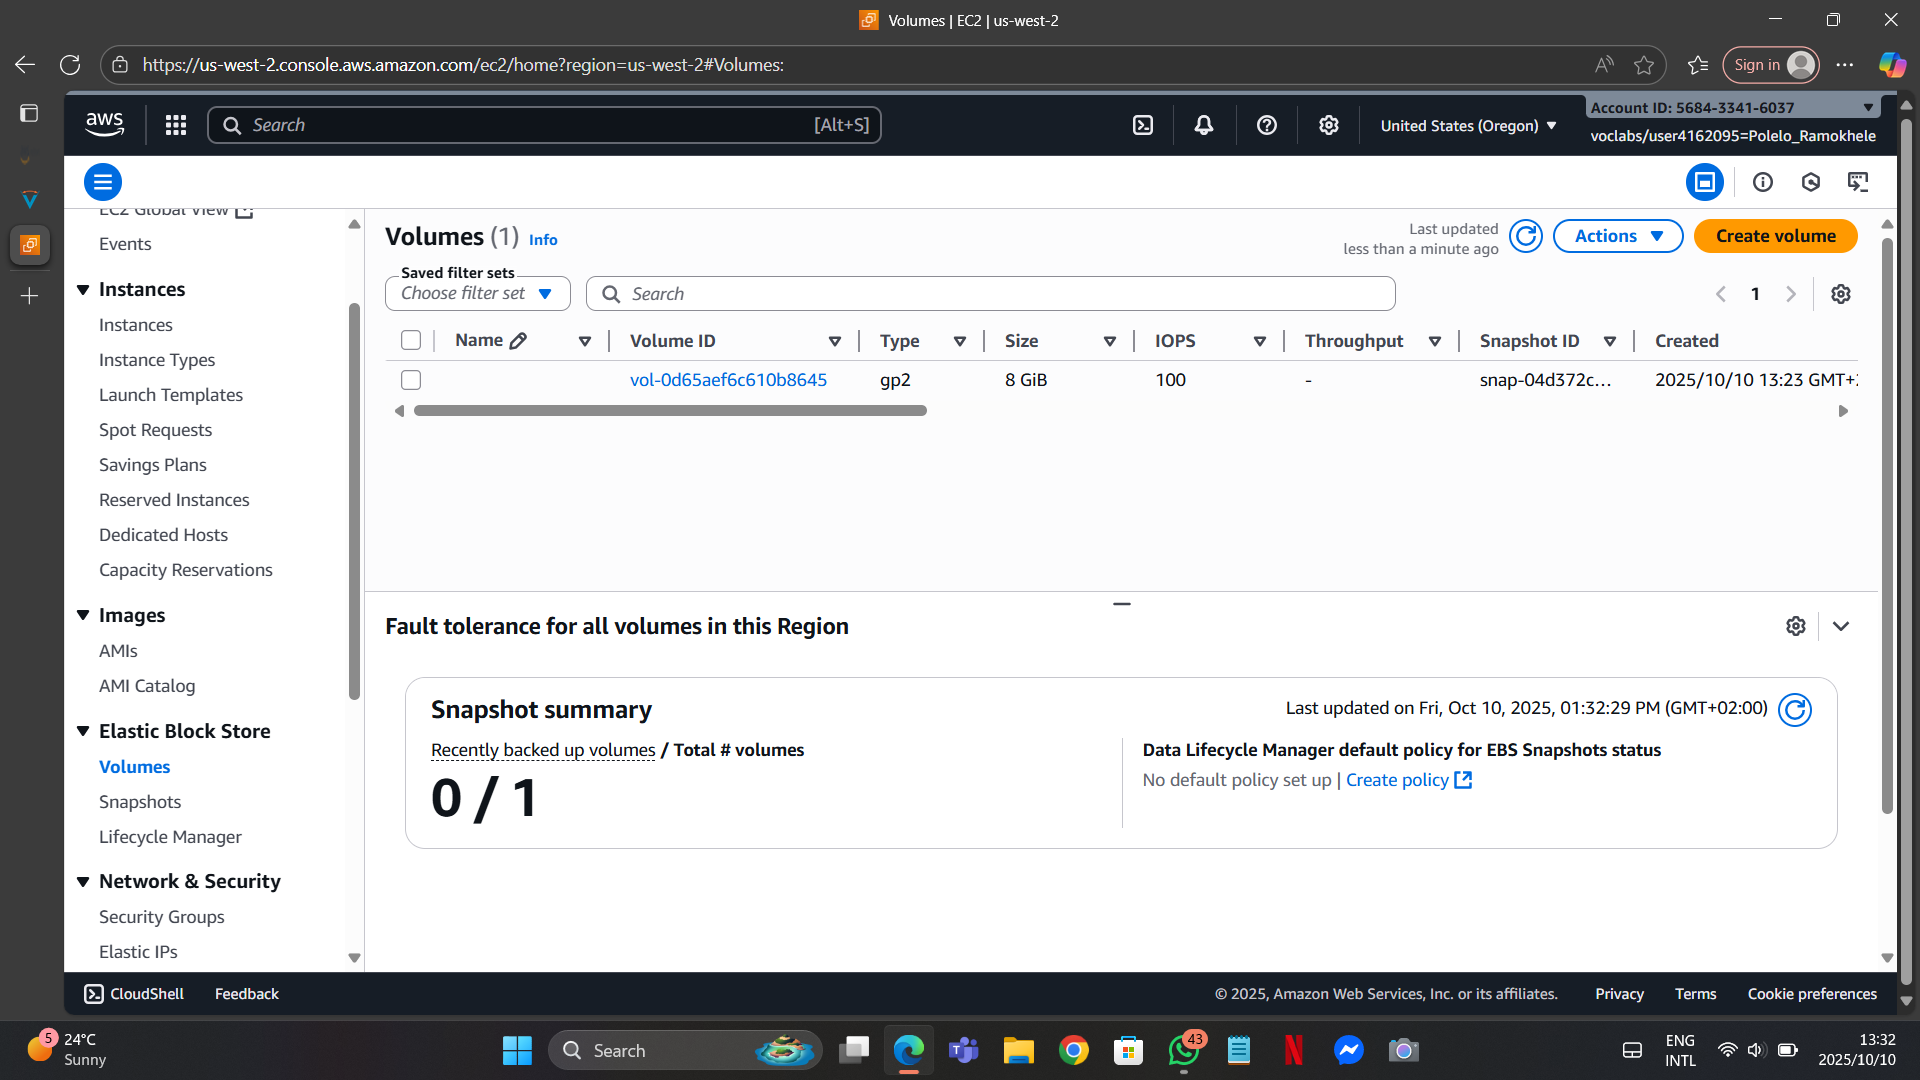 Volumes | EC2 | us-west-2
https://us-west-2.console.aws.amazon.com/ec2/home?region=us-west-2#Volumes:
Sign in
aws
Search [Alt+S]
United States (Oregon)
Account ID: 5684-3341-6037
voclabs/user4162095=Polelo_Ramokhele
EC2 Global View
Events
Instances
Instances
Instance Types
Launch Templates
Spot Requests
Savings Plans
Reserved Instances
Dedicated Hosts
Capacity Reservations
Images
AMIs
AMI Catalog
Elastic Block Store
Volumes
Snapshots
Lifecycle Manager
Network & Security
Security Groups
Elastic IPs
Volumes (1) Info
Last updated
less than a minute ago
Actions
Create volume
Saved filter sets
Choose filter set
Search
1
Name Volume ID Type Size IOPS Throughput Snapshot ID Created
vol-0d65aef6c610b8645 gp2 8 GiB 100 - snap-04d372c... 2025/10/10 13:23 GMT+
Fault tolerance for all volumes in this Region
Snapshot summary
Last updated on Fri, Oct 10, 2025, 01:32:29 PM (GMT+02:00)
Recently backed up volumes / Total # volumes
0 / 1
Data Lifecycle Manager default policy for EBS Snapshots status
No default policy set up | Create policy
CloudShell
Feedback
© 2025, Amazon Web Services, Inc. or its affiliates.
Privacy
Terms
Cookie preferences
5
24°C
Sunny
Search
43
ENG
INTL
13:32
2025/10/10